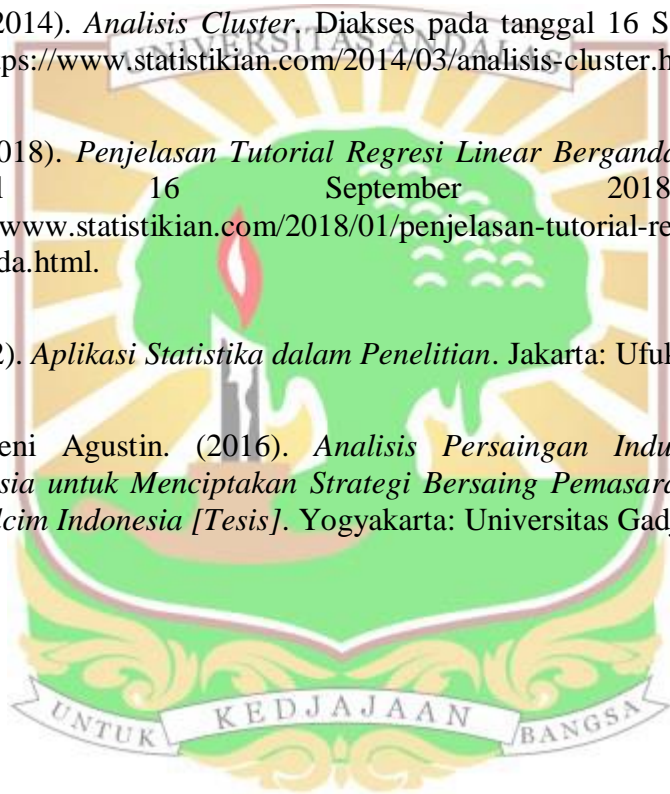 2014). Analisis Cluster. Diakses pada tanggal 16 S
UNIVERSITAS ANDALAS
tps://www.statistikian.com/2014/03/analisis-cluster.h
018). Penjelasan Tutorial Regresi Linear Berganda
16 September 2018
www.statistikian.com/2018/01/penjelasan-tutorial-re
da.html.
2). Aplikasi Statistika dalam Penelitian. Jakarta: Ufuk
eni Agustin. (2016). Analisis Persaingan Indu
sia untuk Menciptakan Strategi Bersaing Pemasara
lcim Indonesia [Tesis]. Yogyakarta: Universitas Gad
UNTUK KEDJAJAAN BANGSA